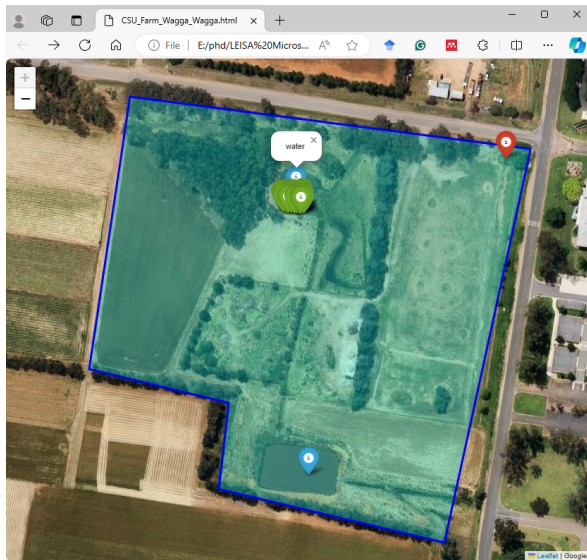 CSU_Farm_Wagga_Wagga.html
File
E:/phd/LEISA%20Micros...
water
Leaflet | Google